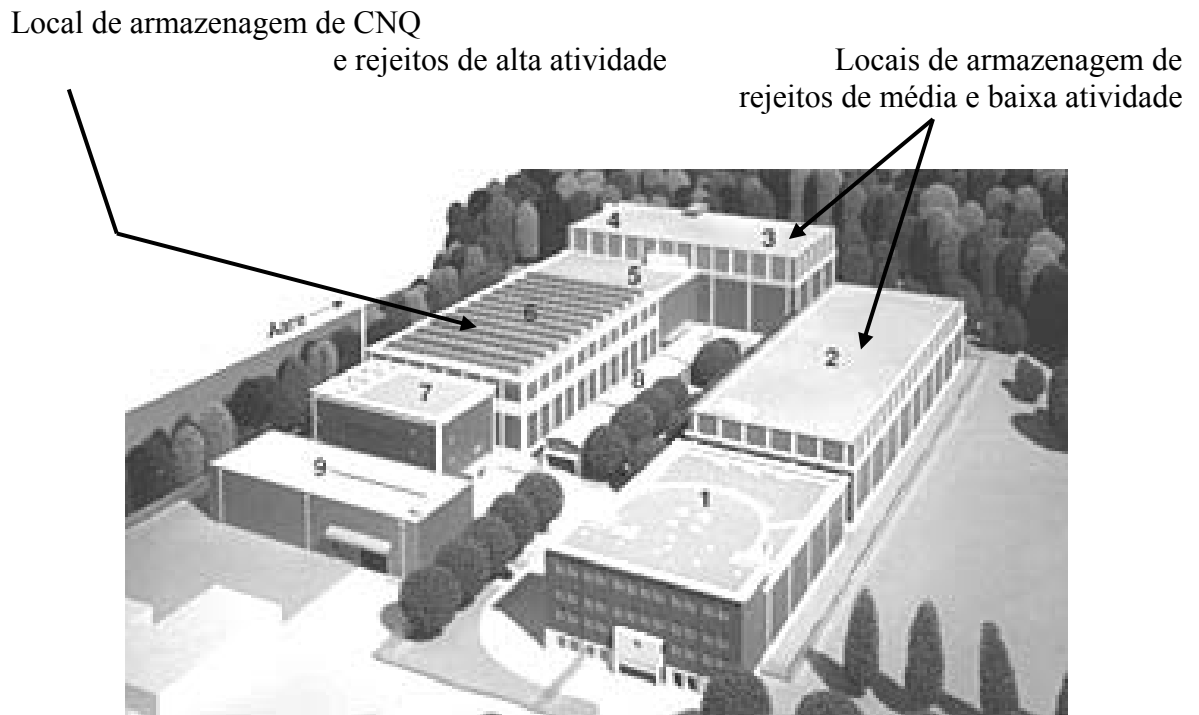 Local de armazenagem de CNQ
e rejeitos de alta atividade
Locais de armazenagem de
rejeitos de média e baixa atividade
4
3
5
6
2
8
7
9
1
Aare